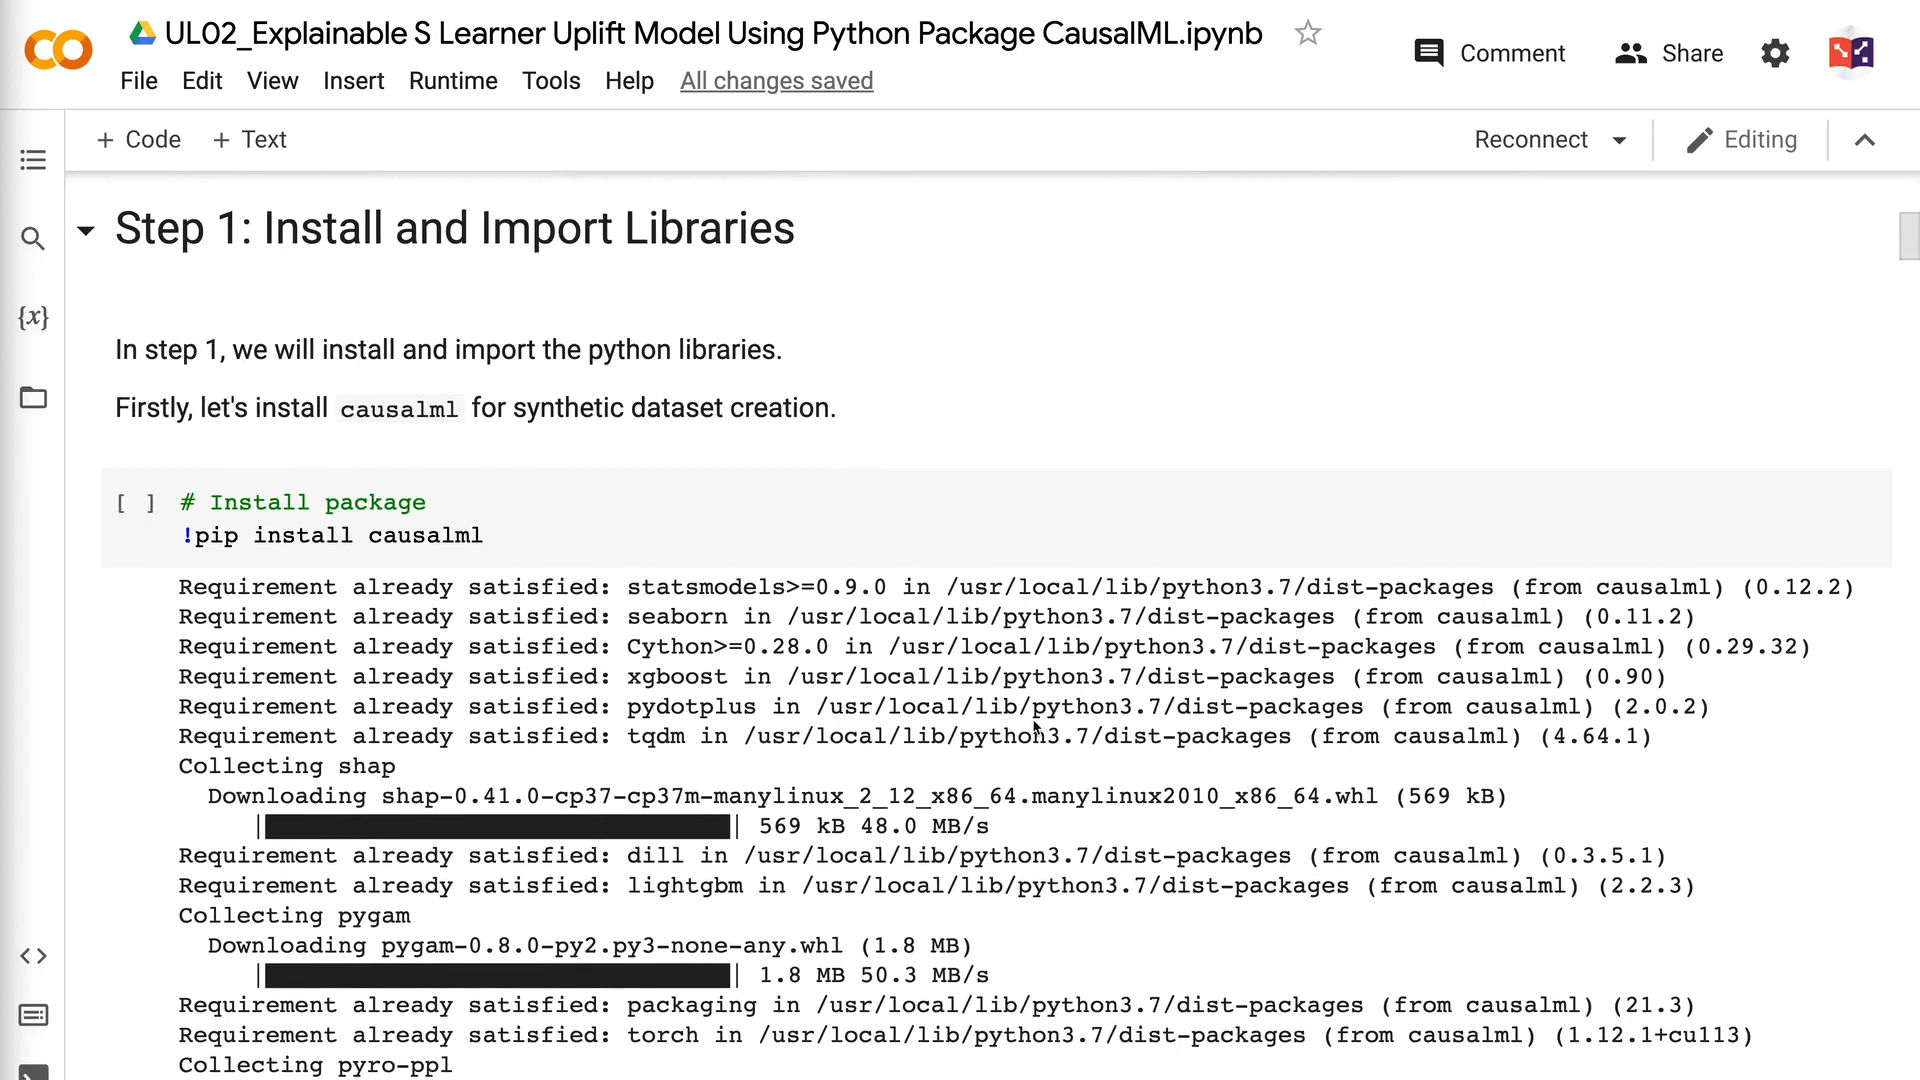 UL02_Explainable S Learner Uplift Model Using Python Package CausalML.ipynb
Comment
Share
File Edit View Insert Runtime Tools Help All changes saved
+ Code + Text
Reconnect
Editing
Step 1: Install and Import Libraries
{x}
In step 1, we will install and import the python libraries.
Firstly, let's install causalml for synthetic dataset creation.
[ ] # Install package
!pip install causalml
Requirement already satisfied: statsmodels>=0.9.0 in /usr/local/lib/python3.7/dist-packages (from causalml) (0.12.2)
Requirement already satisfied: seaborn in /usr/local/lib/python3.7/dist-packages (from causalml) (0.11.2)
Requirement already satisfied: Cython>=0.28.0 in /usr/local/lib/python3.7/dist-packages (from causalml) (0.29.32)
Requirement already satisfied: xgboost in /usr/local/lib/python3.7/dist-packages (from causalml) (0.90)
Requirement already satisfied: pydotplus in /usr/local/lib/python3.7/dist-packages (from causalml) (2.0.2)
Requirement already satisfied: tqdm in /usr/local/lib/python3.7/dist-packages (from causalml) (4.64.1)
Collecting shap
Downloading shap-0.41.0-cp37-cp37m-manylinux_2_12_x86_64.manylinux2010_x86_64.whl (569 kB)
|████████████████████████████████| 569 kB 48.0 MB/s
Requirement already satisfied: dill in /usr/local/lib/python3.7/dist-packages (from causalml) (0.3.5.1)
Requirement already satisfied: lightgbm in /usr/local/lib/python3.7/dist-packages (from causalml) (2.2.3)
Collecting pygam
Downloading pygam-0.8.0-py2.py3-none-any.whl (1.8 MB)
|████████████████████████████████| 1.8 MB 50.3 MB/s
Requirement already satisfied: packaging in /usr/local/lib/python3.7/dist-packages (from causalml) (21.3)
Requirement already satisfied: torch in /usr/local/lib/python3.7/dist-packages (from causalml) (1.12.1+cu113)
Collecting pyro-ppl